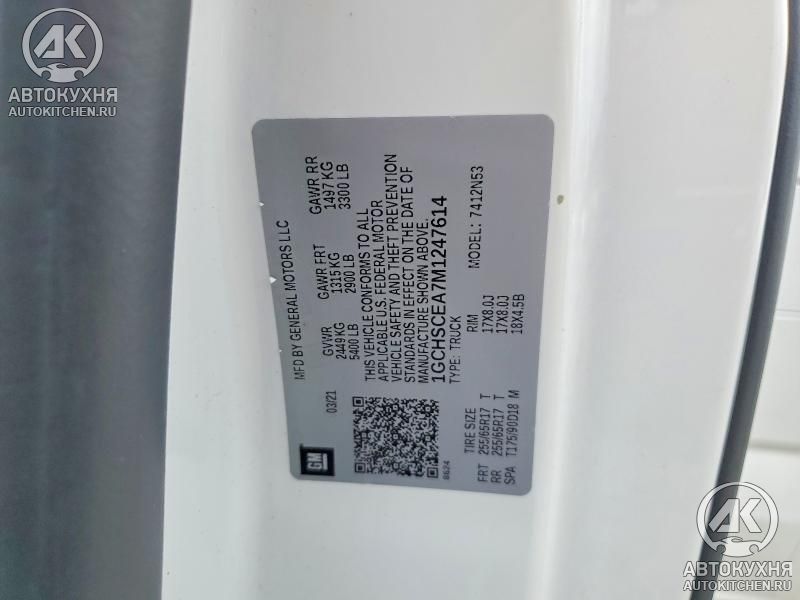 AK
АВТОКУХНЯ
AUTOKITCHEN.RU
GM
MFD BY GENERAL MOTORS LLC
03/21
GVWR GAWR FRT GAWR RR
2449 KG 1315 KG 1497 KG
5400 LB 2900 LB 3300 LB
THIS VEHICLE CONFORMS TO ALL
APPLICABLE U.S. FEDERAL MOTOR
VEHICLE SAFETY AND THEFT PREVENTION
STANDARDS IN EFFECT ON THE DATE OF
MANUFACTURE SHOWN ABOVE.
1GCHSCEA7M1247614
8624
TYPE: TRUCK MODEL: 7412N53
TIRE SIZE RIM
FRT 255/65R17 T 17X8.0J
RR 255/65R17 T 17X8.0J
SPA T175/90D18 M 18X4.5B
AK
АВТОКУХНЯ
AUTOKITCHEN.RU